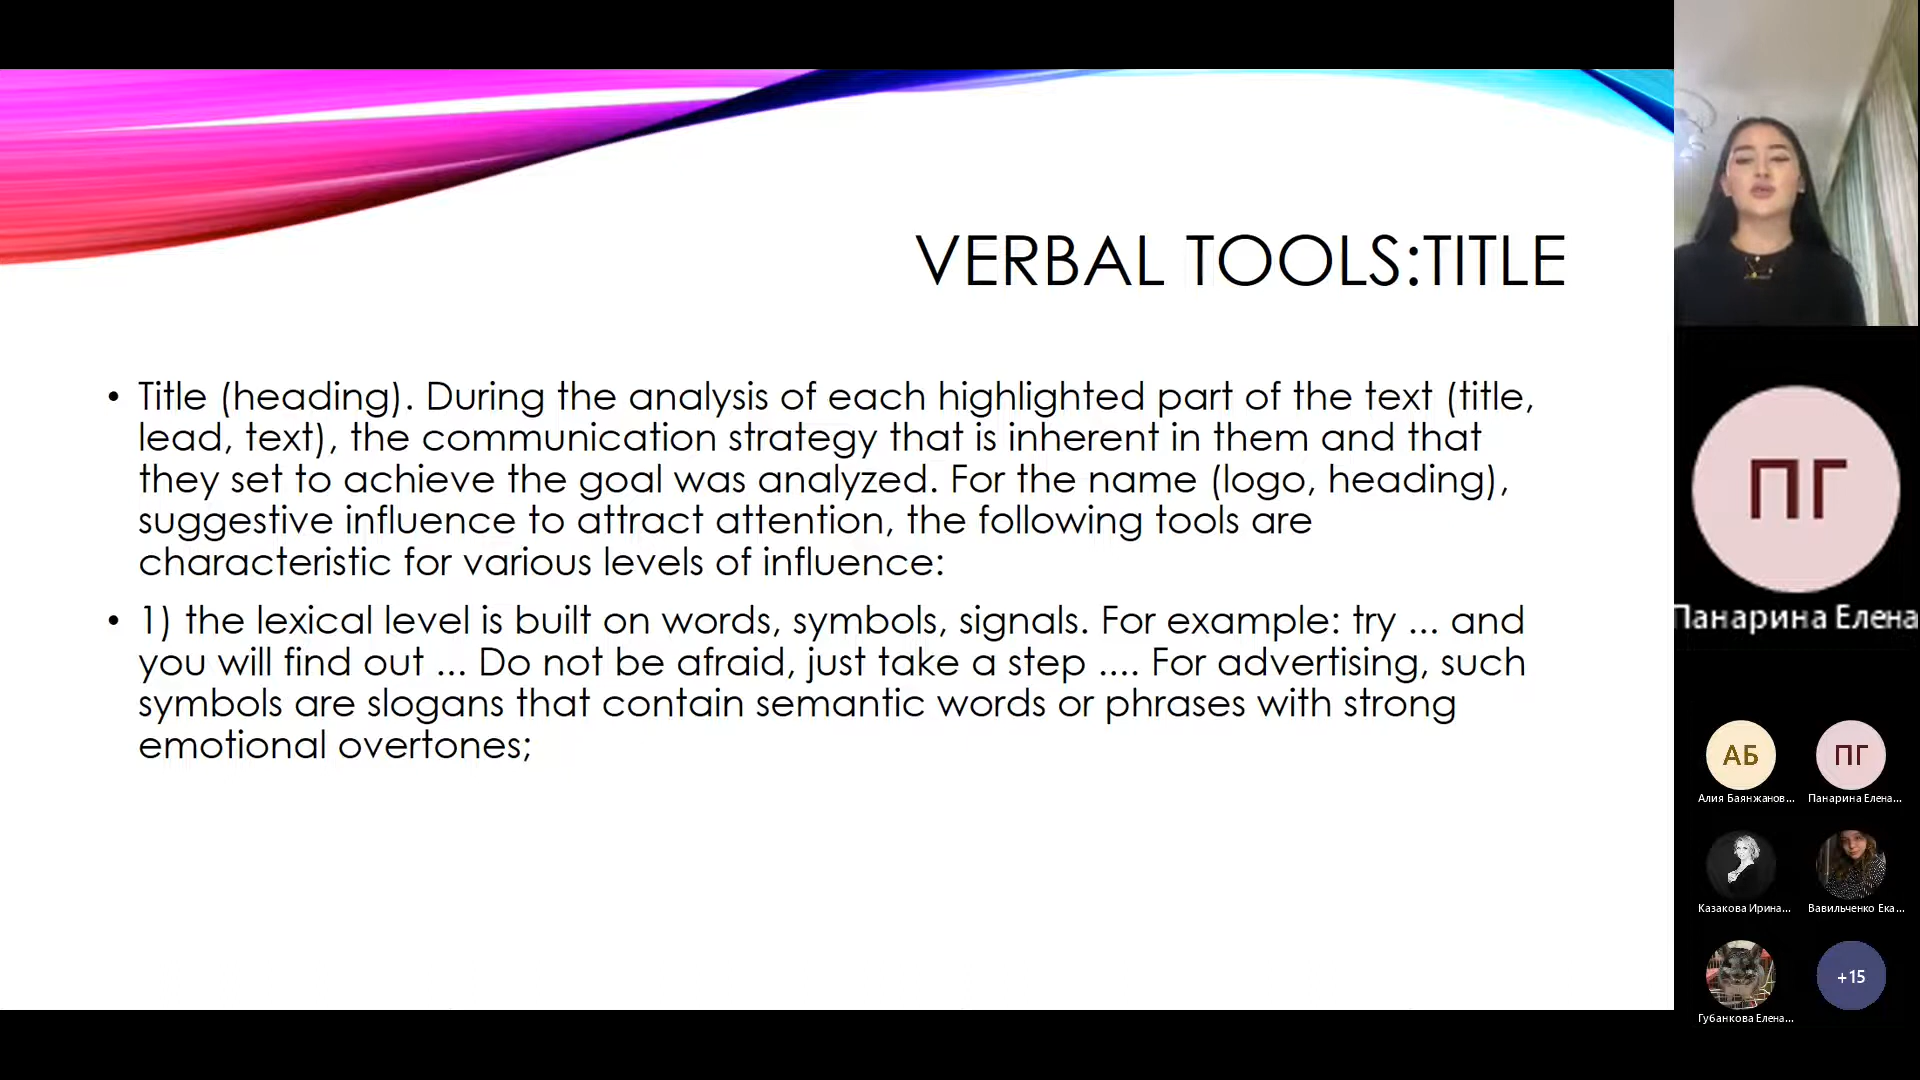 VERBAL TOOLS:TITLE
• Title (heading). During the analysis of each highlighted part of the text (title,
lead, text), the communication strategy that is inherent in them and that
they set to achieve the goal was analyzed. For the name (logo, heading),
suggestive influence to attract attention, the following tools are
characteristic for various levels of influence:
• 1) the lexical level is built on words, symbols, signals. For example: try ... and
you will find out ... Do not be afraid, just take a step .... For advertising, such
symbols are slogans that contain semantic words or phrases with strong
emotional overtones;
ПГ
Панарина Елена
АБ
ПГ
Алия Баянжанов...
Панарина Елена...
Казакова Ирина...
Вавильченко Ека...
+15
Губанкова Елена...